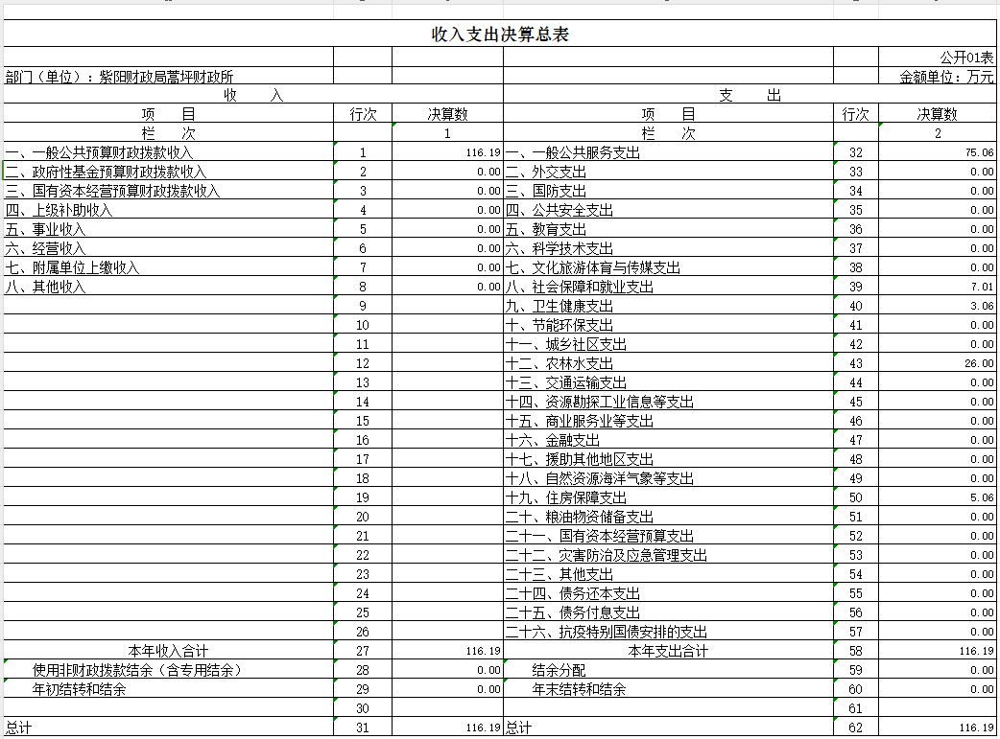 收入支出决算总表
公开01表
部门（单位）：紫阳财政局蒿坪财政所 金额单位：万元
收 入 支 出
项 目 行次 决算数 项 目 行次 决算数
栏 次 1 栏 次 2
一、一般公共预算财政拨款收入 1 116.19 一、一般公共服务支出 32 75.06
二、政府性基金预算财政拨款收入 2 0.00 二、外交支出 33 0.00
三、国有资本经营预算财政拨款收入 3 0.00 三、国防支出 34 0.00
四、上级补助收入 4 0.00 四、公共安全支出 35 0.00
五、事业收入 5 0.00 五、教育支出 36 0.00
六、经营收入 6 0.00 六、科学技术支出 37 0.00
七、附属单位上缴收入 7 0.00 七、文化旅游体育与传媒支出 38 0.00
八、其他收入 8 0.00 八、社会保障和就业支出 39 7.01
9 九、卫生健康支出 40 3.06
10 十、节能环保支出 41 0.00
11 十一、城乡社区支出 42 0.00
12 十二、农林水支出 43 26.00
13 十三、交通运输支出 44 0.00
14 十四、资源勘探工业信息等支出 45 0.00
15 十五、商业服务业等支出 46 0.00
16 十六、金融支出 47 0.00
17 十七、援助其他地区支出 48 0.00
18 十八、自然资源海洋气象等支出 49 0.00
19 十九、住房保障支出 50 5.06
20 二十、粮油物资储备支出 51 0.00
21 二十一、国有资本经营预算支出 52 0.00
22 二十二、灾害防治及应急管理支出 53 0.00
23 二十三、其他支出 54 0.00
24 二十四、债务还本支出 55 0.00
25 二十五、债务付息支出 56 0.00
26 二十六、抗疫特别国债安排的支出 57 0.00
本年收入合计 27 116.19 本年支出合计 58 116.19
使用非财政拨款结余（含专用结余） 28 0.00 结余分配 59 0.00
年初结转和结余 29 0.00 年末结转和结余 60 0.00
30 61
总计 31 116.19 总计 62 116.19